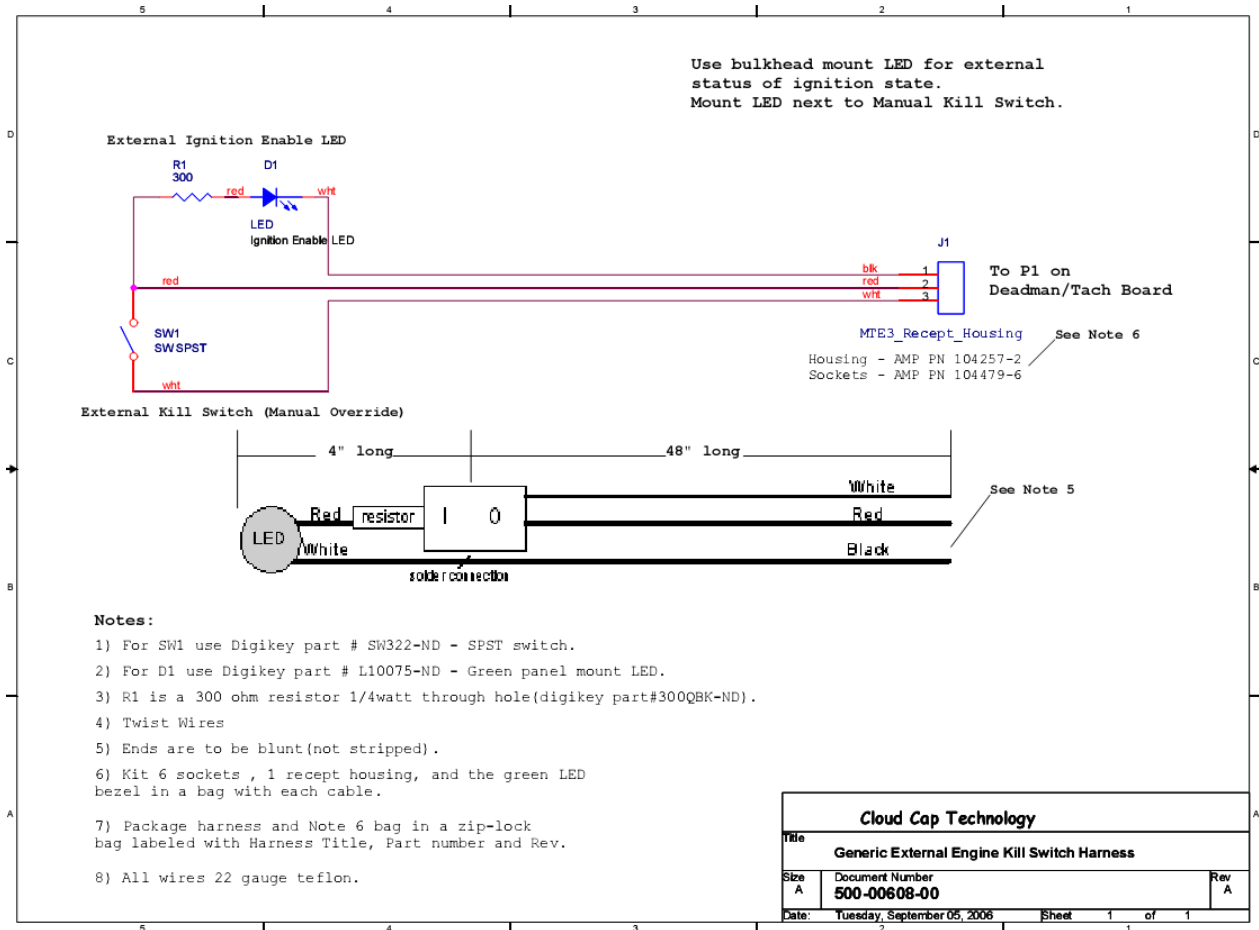 5 4 3 2 1
Use bulkhead mount LED for external
status of ignition state.
Mount LED next to Manual Kill Switch.
D D
External Ignition Enable LED
R1
300
D1
red
wht
LED
Ignition Enable LED
J1
blk 1
red
red 2
wht 3
To P1 on
Deadman/Tach Board
SW1
SW SPST
MTE3_Recept_Housing
See Note 6
Housing - AMP PN 104257-2
Sockets - AMP PN 104479-6
C C
wht
External Kill Switch (Manual Override)
4" long
48" long
See Note 5
White
Red resistor I O Red
LED
White
Black
solder connection
B B
Notes:
1) For SW1 use Digikey part # SW322-ND - SPST switch.
2) For D1 use Digikey part # L10075-ND - Green panel mount LED.
3) R1 is a 300 ohm resistor 1/4watt through hole(digikey part#300QBK-ND).
4) Twist Wires
5) Ends are to be blunt(not stripped).
6) Kit 6 sockets , 1 recept housing, and the green LED
bezel in a bag with each cable.
7) Package harness and Note 6 bag in a zip-lock
bag labeled with Harness Title, Part number and Rev.
8) All wires 22 gauge teflon.
A A
Cloud Cap Technology
Title
Generic External Engine Kill Switch Harness
Size
A
Document Number
500-00608-00
Rev
A
Date: Tuesday, September 05, 2006 Sheet 1 of 1
5 4 3 2 1